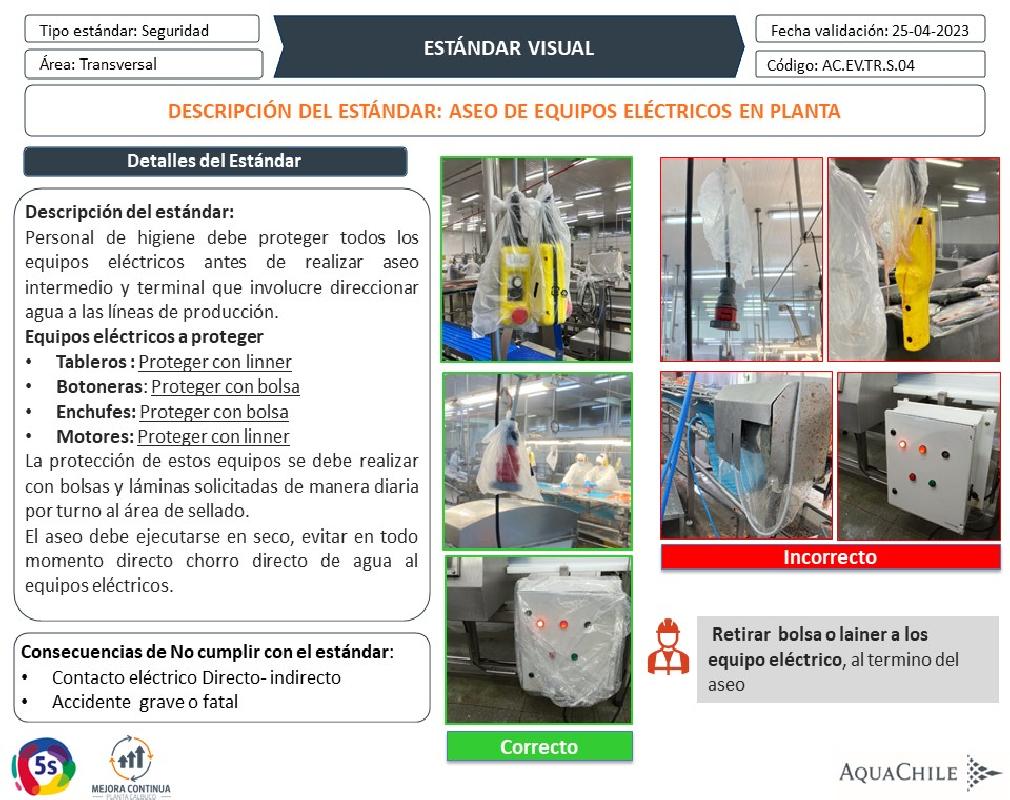 Tipo estándar: Seguridad
Área: Transversal
ESTÁNDAR VISUAL
Fecha validación: 25-04-2023
Código: AC.EV.TR.S.04
DESCRIPCIÓN DEL ESTÁNDAR: ASEO DE EQUIPOS ELÉCTRICOS EN PLANTA
Detalles del Estándar
Descripción del estándar:
Personal de higiene debe proteger todos los
equipos eléctricos antes de realizar aseo
intermedio y terminal que involucre direccionar
agua a las líneas de producción.
Equipos eléctricos a proteger
• Tableros : Proteger con linner
• Botoneras: Proteger con bolsa
• Enchufes: Proteger con bolsa
• Motores: Proteger con linner
La protección de estos equipos se debe realizar
con bolsas y láminas solicitadas de manera diaria
por turno al área de sellado.
El aseo debe ejecutarse en seco, evitar en todo
momento directo chorro directo de agua al
equipos eléctricos.
Consecuencias de No cumplir con el estándar:
• Contacto eléctrico Directo- indirecto
• Accidente grave o fatal
Correcto
Incorrecto
Retirar bolsa o lainer a los
equipo eléctrico, al termino del
aseo
5s
MEJORA CONTINUA
PLANTA CALBUCO
AQUACHILE